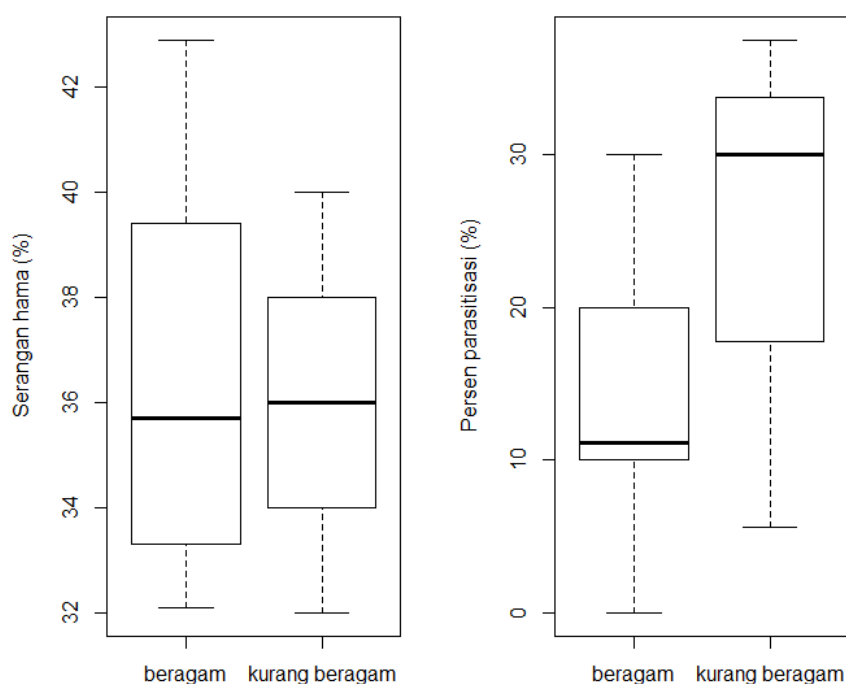 Serangan hama (%)
42
40
38
36
34
32
beragam
kurang beragam
Persen parasitisasi (%)
30
20
10
0
beragam
kurang beragam